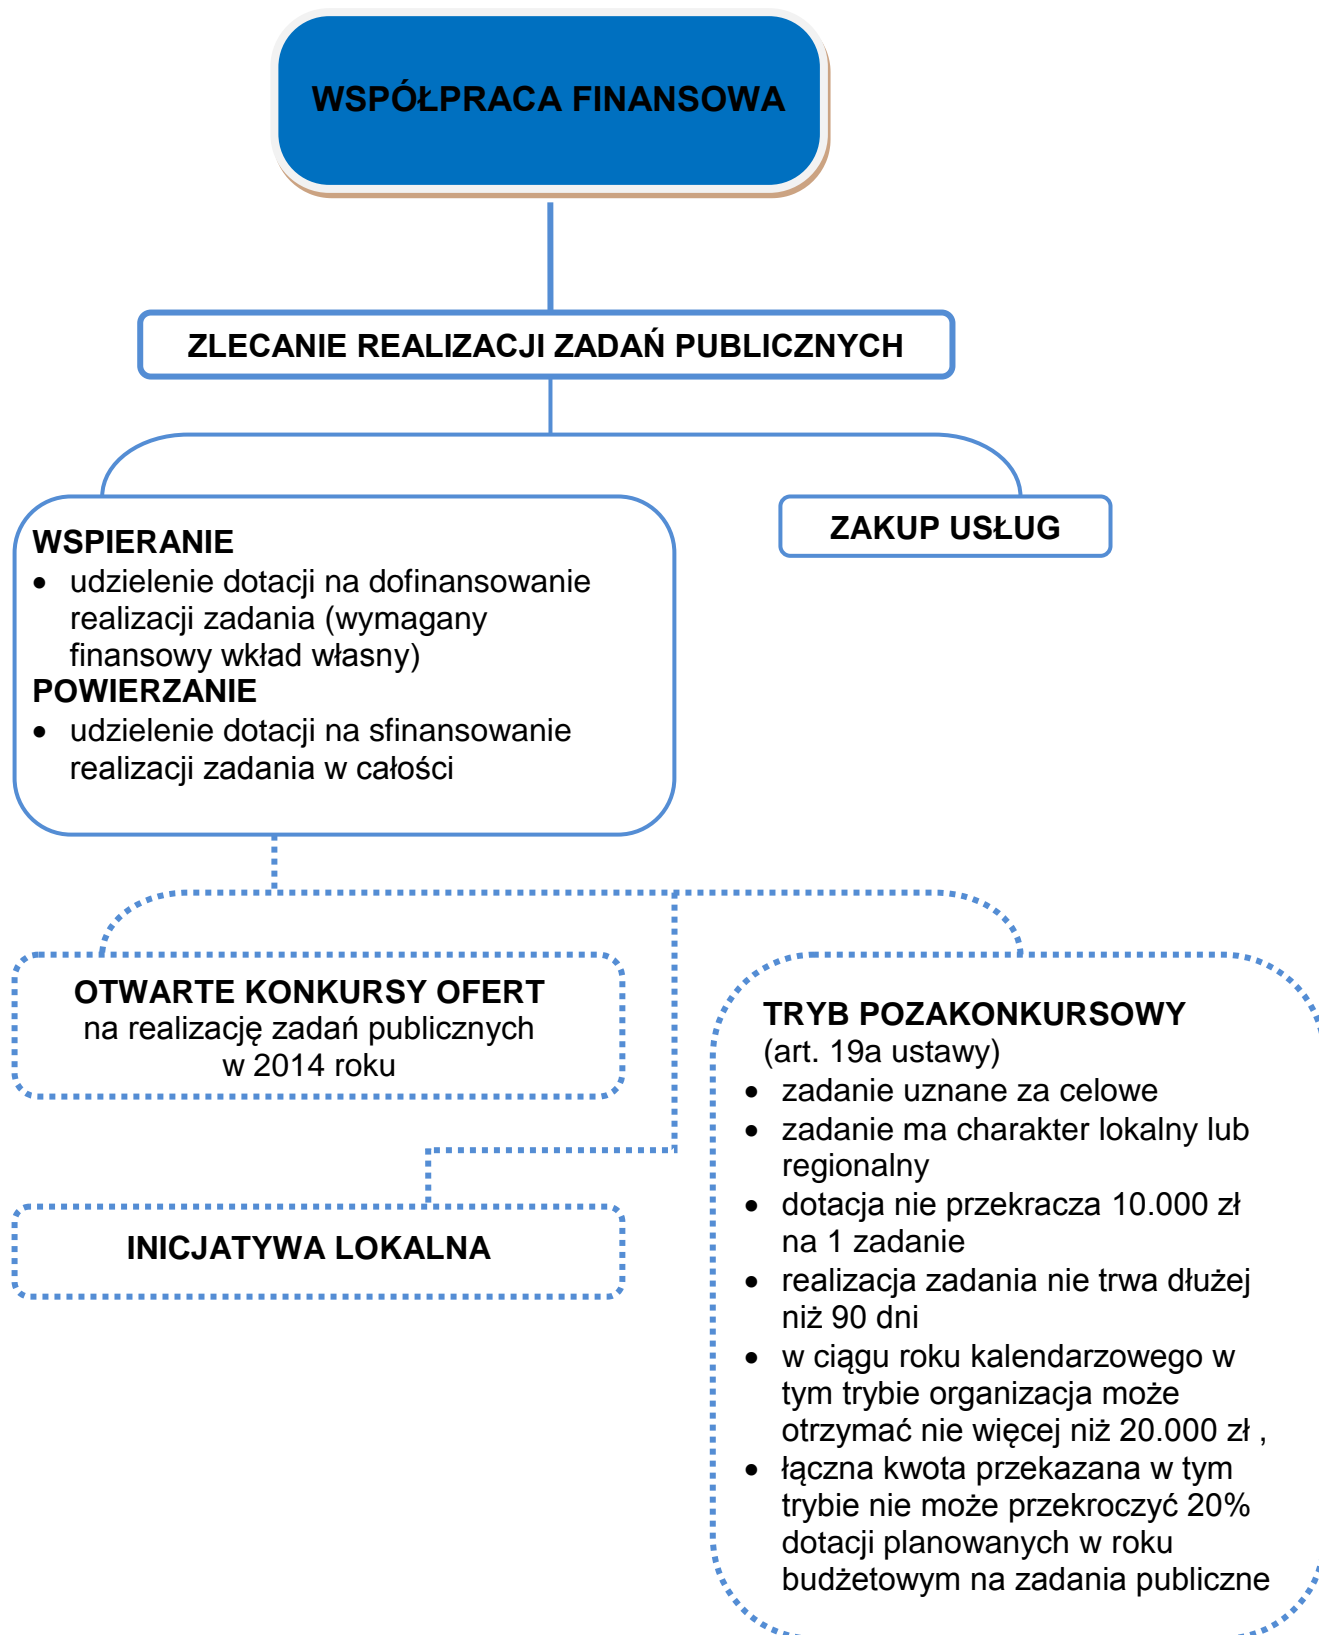 WSPÓŁPRACA FINANSOWA
ZLECANIE REALIZACJI ZADAŃ PUBLICZNYCH
WSPIERANIE
• udzielenie dotacji na dofinansowanie
realizacji zadania (wymagany
finansowy wkład własny)
POWIERZANIE
• udzielenie dotacji na sfinansowanie
realizacji zadania w całości
ZAKUP USŁUG
OTWARTE KONKURSY OFERT
na realizację zadań publicznych
w 2014 roku
INICJATYWA LOKALNA
TRYB POZAKONKURSOWY
(art. 19a ustawy)
• zadanie uznane za celowe
• zadanie ma charakter lokalny lub
regionalny
• dotacja nie przekracza 10.000 zł
na 1 zadanie
• realizacja zadania nie trwa dłużej
niż 90 dni
• w ciągu roku kalendarzowego w
tym trybie organizacja może
otrzymać nie więcej niż 20.000 zł ,
• łączna kwota przekazana w tym
trybie nie może przekroczyć 20%
dotacji planowanych w roku
budżetowym na zadania publiczne